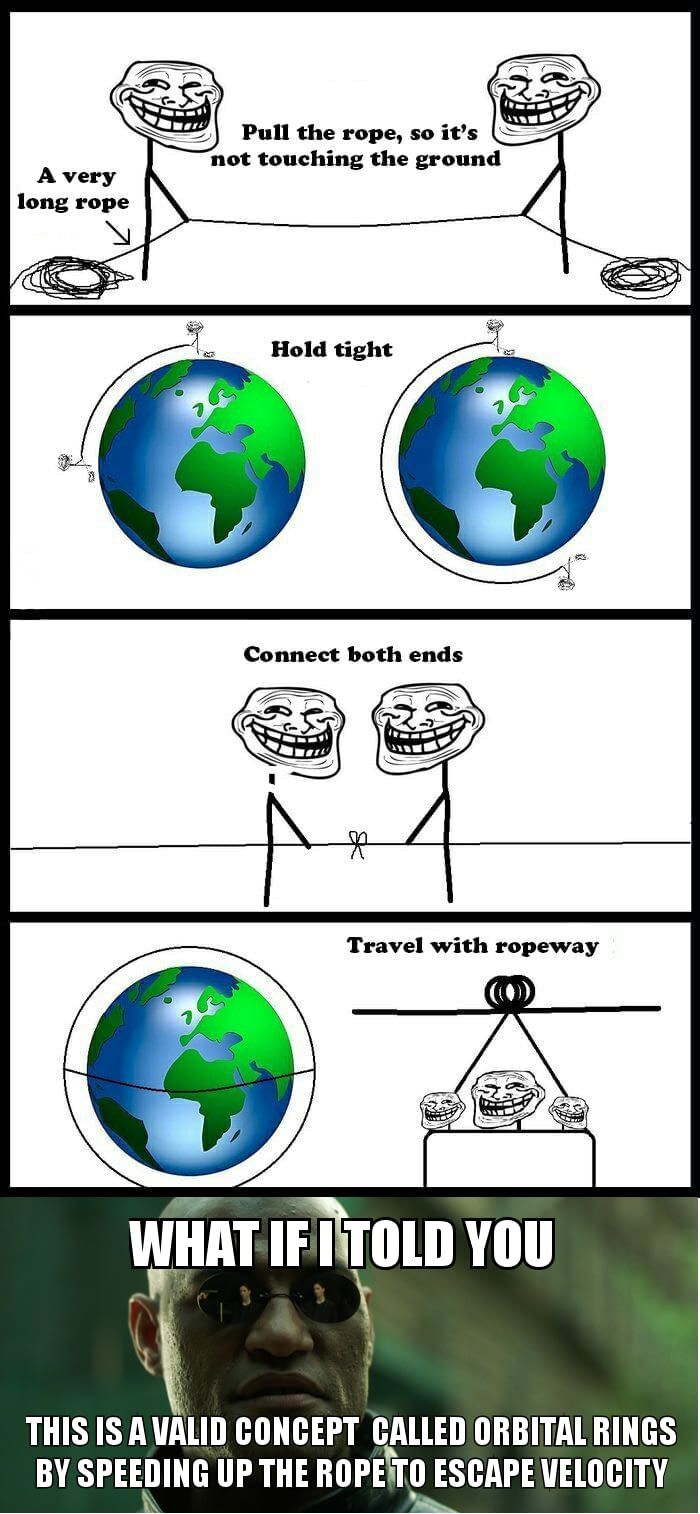 Pull the rope, so it's
not touching the ground
A very
long rope
Hold tight
Connect both ends
Travel with ropeway
WHAT IF I TOLD YOU
THIS IS A VALID CONCEPT CALLED ORBITAL RINGS
BY SPEEDING UP THE ROPE TO ESCAPE VELOCITY